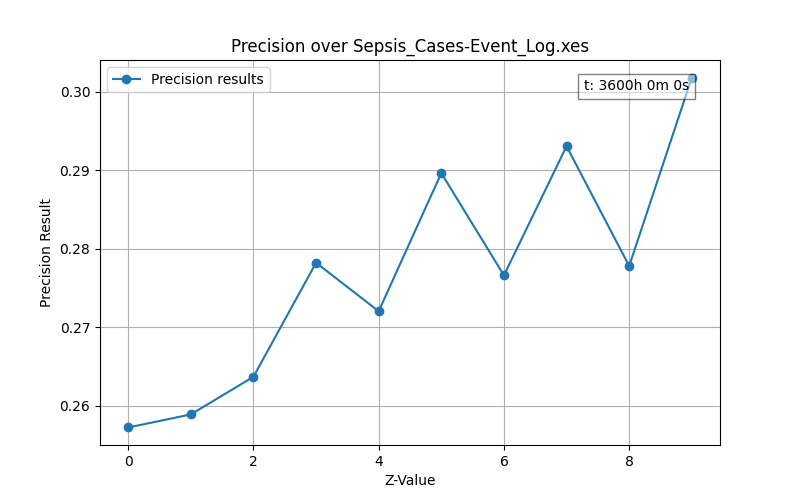 Precision over Sepsis_Cases-Event_Log.xes
Precision results
t: 3600h 0m 0s
Precision Result
0.30
0.29
0.28
0.27
0.26
0
2
4
6
8
Z-Value